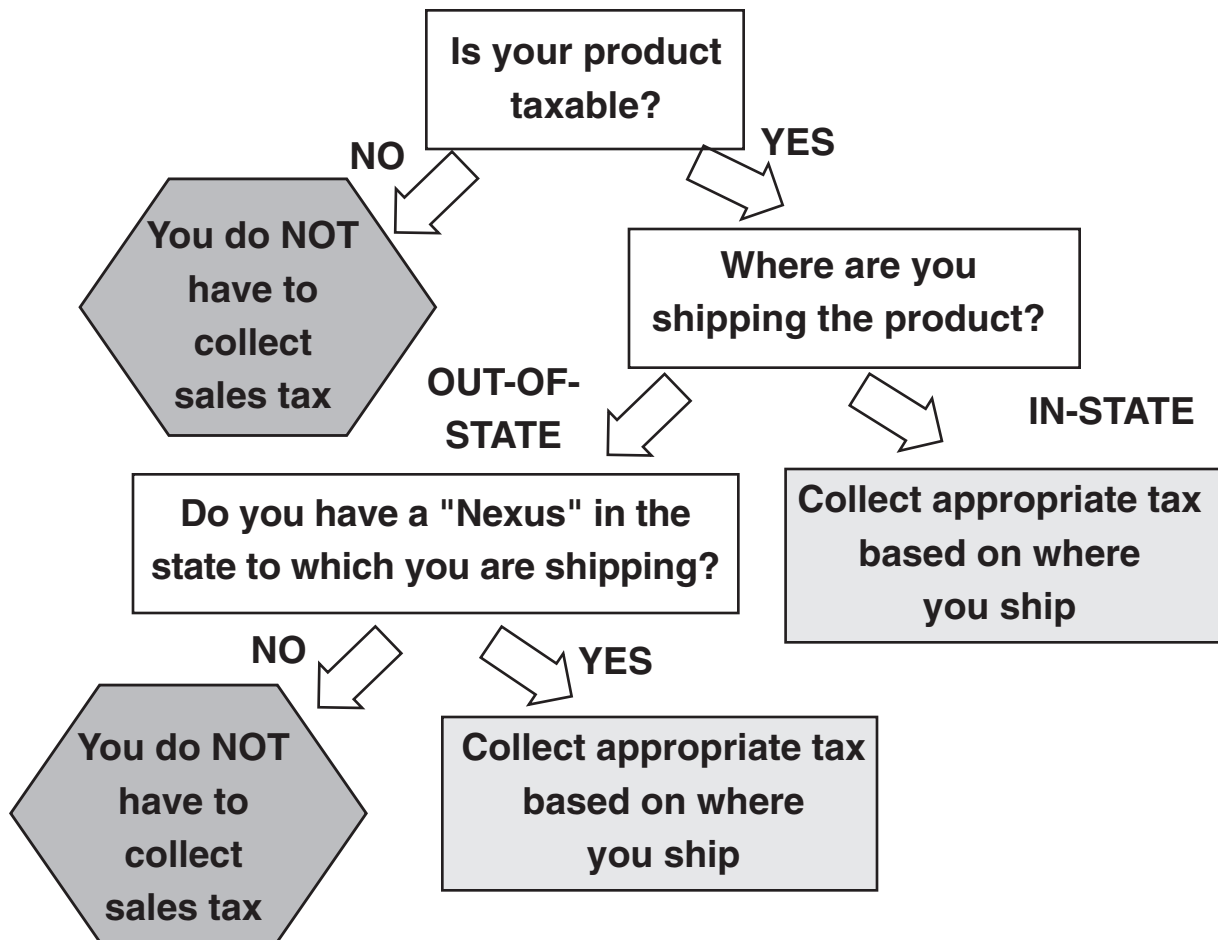 Is your product
taxable?
NO
YES
You do NOT
have to
collect
sales tax
Where are you
shipping the product?
OUT-OF-
STATE
IN-STATE
Do you have a "Nexus" in the
state to which you are shipping?
Collect appropriate tax
based on where
you ship
NO
YES
You do NOT
have to
collect
sales tax
Collect appropriate tax
based on where
you ship